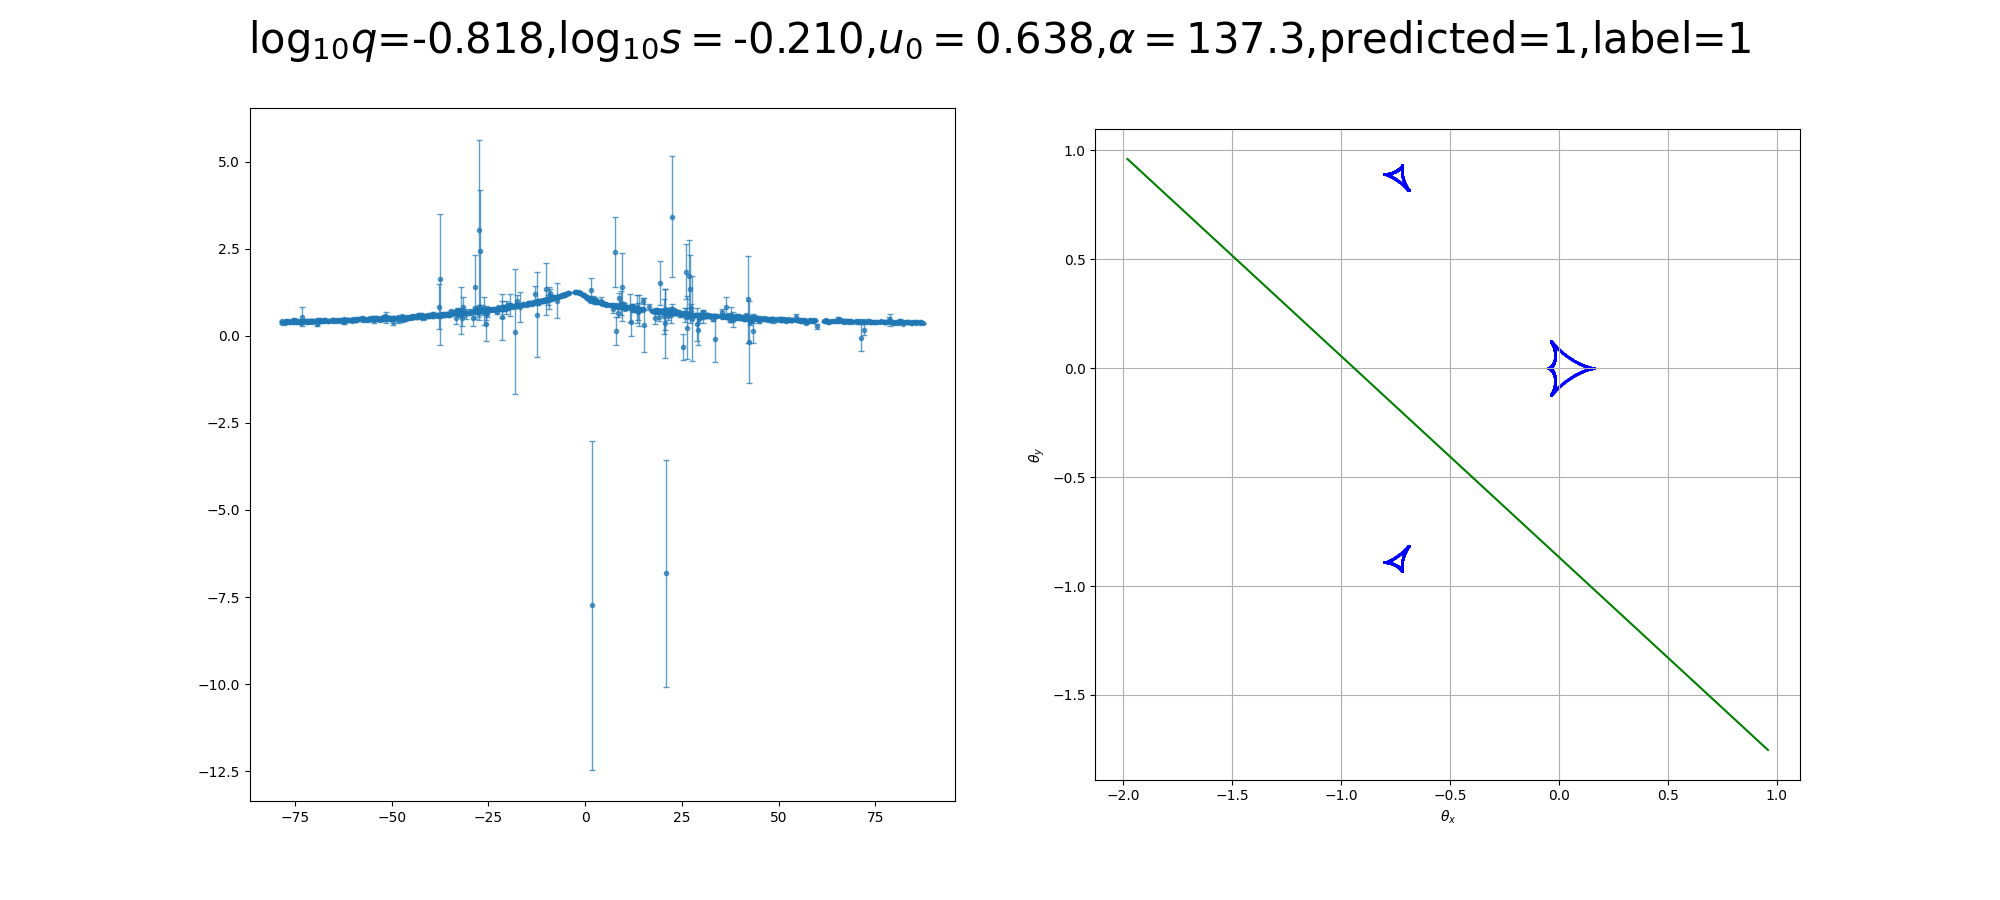 log₁₀q=-0.818,log₁₀s = -0.210,u₀ = 0.638,α = 137.3,predicted=1,label=1
5.0
2.5
0.0
−2.5
−5.0
−7.5
−10.0
−12.5
−75 −50 −25 0 25 50 75
1.0
0.5
0.0
−0.5
−1.0
−1.5
θy
−2.0 −1.5 −1.0 −0.5 0.0 0.5 1.0
θx